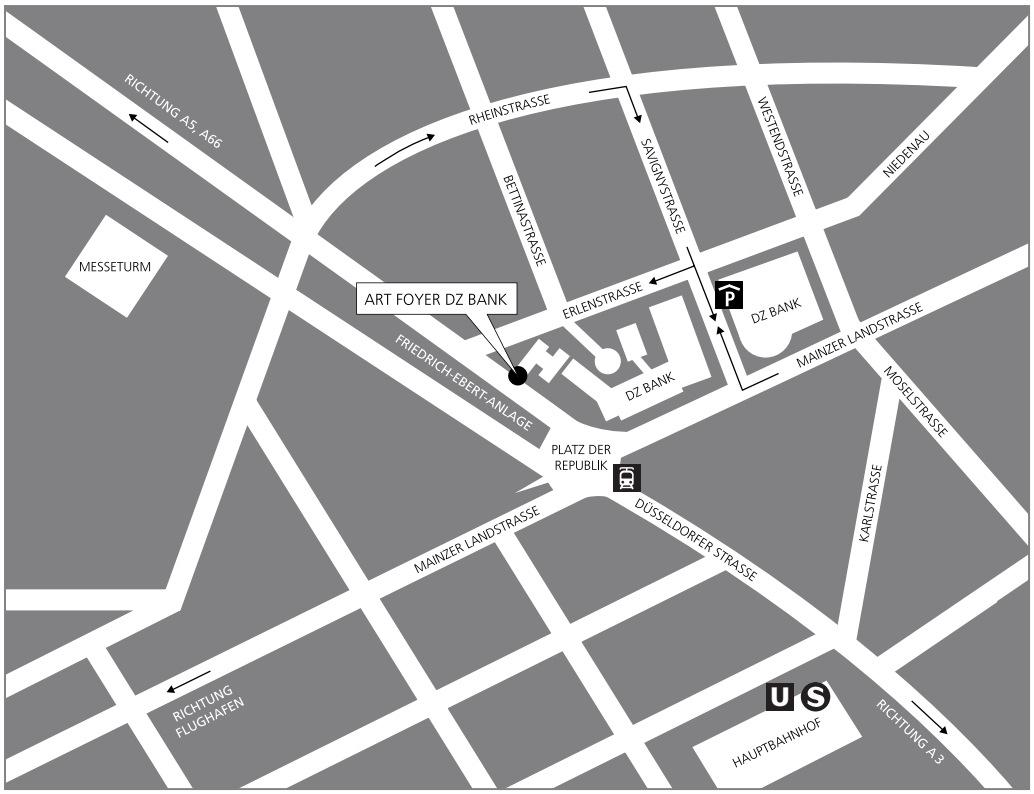 RICHTUNG A5, A66
RHEINSTRASSE
WESTENDSTRASSE
NIEDENAU
SAVIGNYSTRASSE
BETTINASTRASSE
MESSETURM
ART FOYER DZ BANK
ERLENSTRASSE
P
DZ BANK
MAINZER LANDSTRASSE
FRIEDRICH-EBERT-ANLAGE
DZ BANK
MOSELSTRASSE
PLATZ DER
REPUBLIK
KARLSTRASSE
DÜSSELDORFER STRASSE
MAINZER LANDSTRASSE
RICHTUNG
FLUGHAFEN
U S
HAUPTBAHNHOF
RICHTUNG A 3